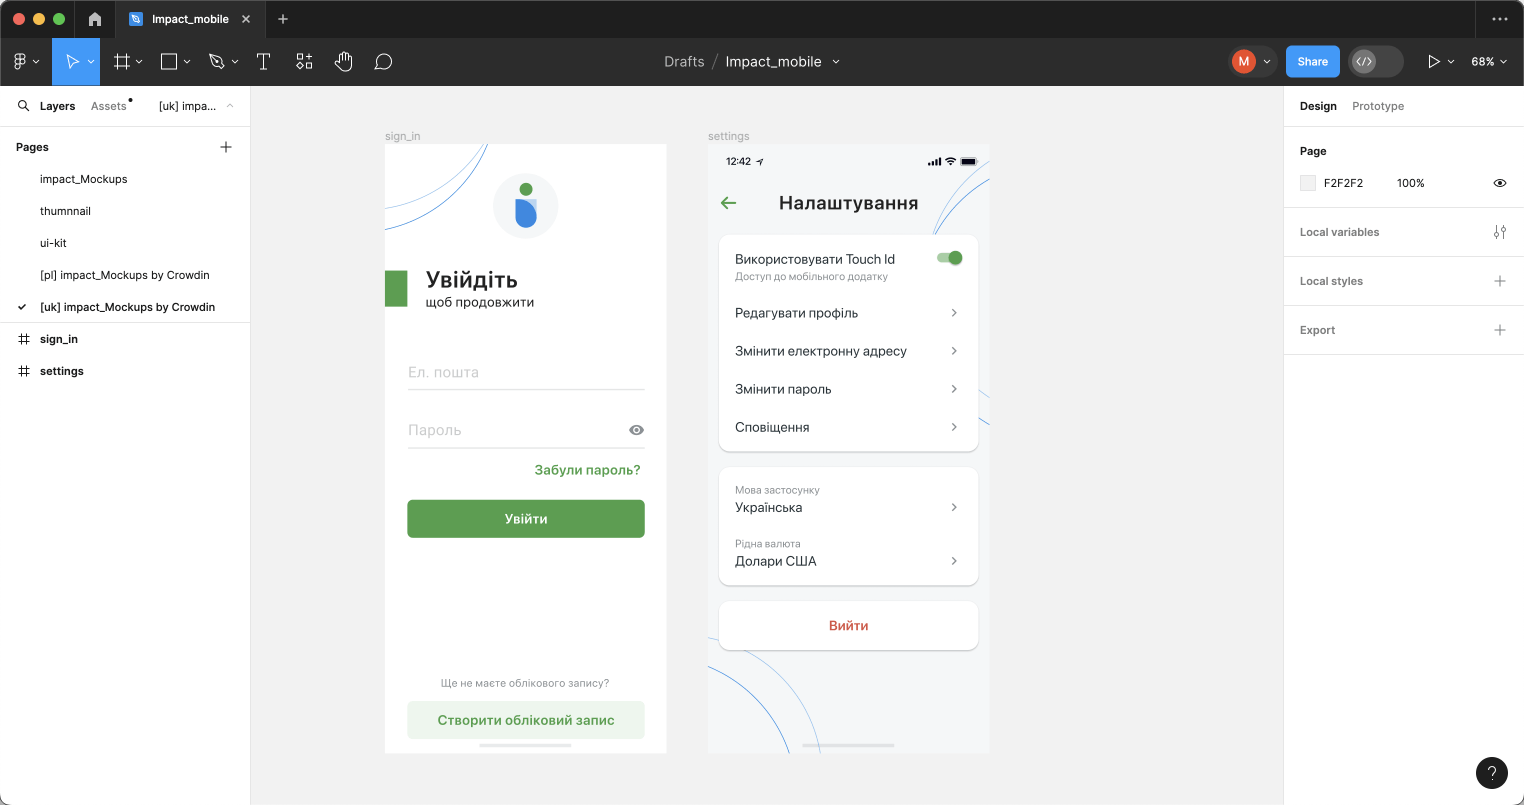 Impact_mobile
Drafts / Impact_mobile
M
Share
68%
Layers
Assets
[uk] impa...
Pages
impact_Mockups
thumnnail
ui-kit
[pl] impact_Mockups by Crowdin
[uk] impact_Mockups by Crowdin
sign_in
settings
sign_in
Увійдіть
щоб продовжити
Ел. пошта
Пароль
Забули пароль?
Увійти
Ще не маєте облікового запису?
Створити обліковий запис
settings
12:42
Налаштування
Використовувати Touch Id
Доступ до мобільного додатку
Редагувати профіль
Змінити електронну адресу
Змінити пароль
Сповіщення
Мова застосунку
Українська
Рідна валюта
Долари США
Вийти
Design
Prototype
Page
F2F2F2
100%
Local variables
Local styles
Export
?